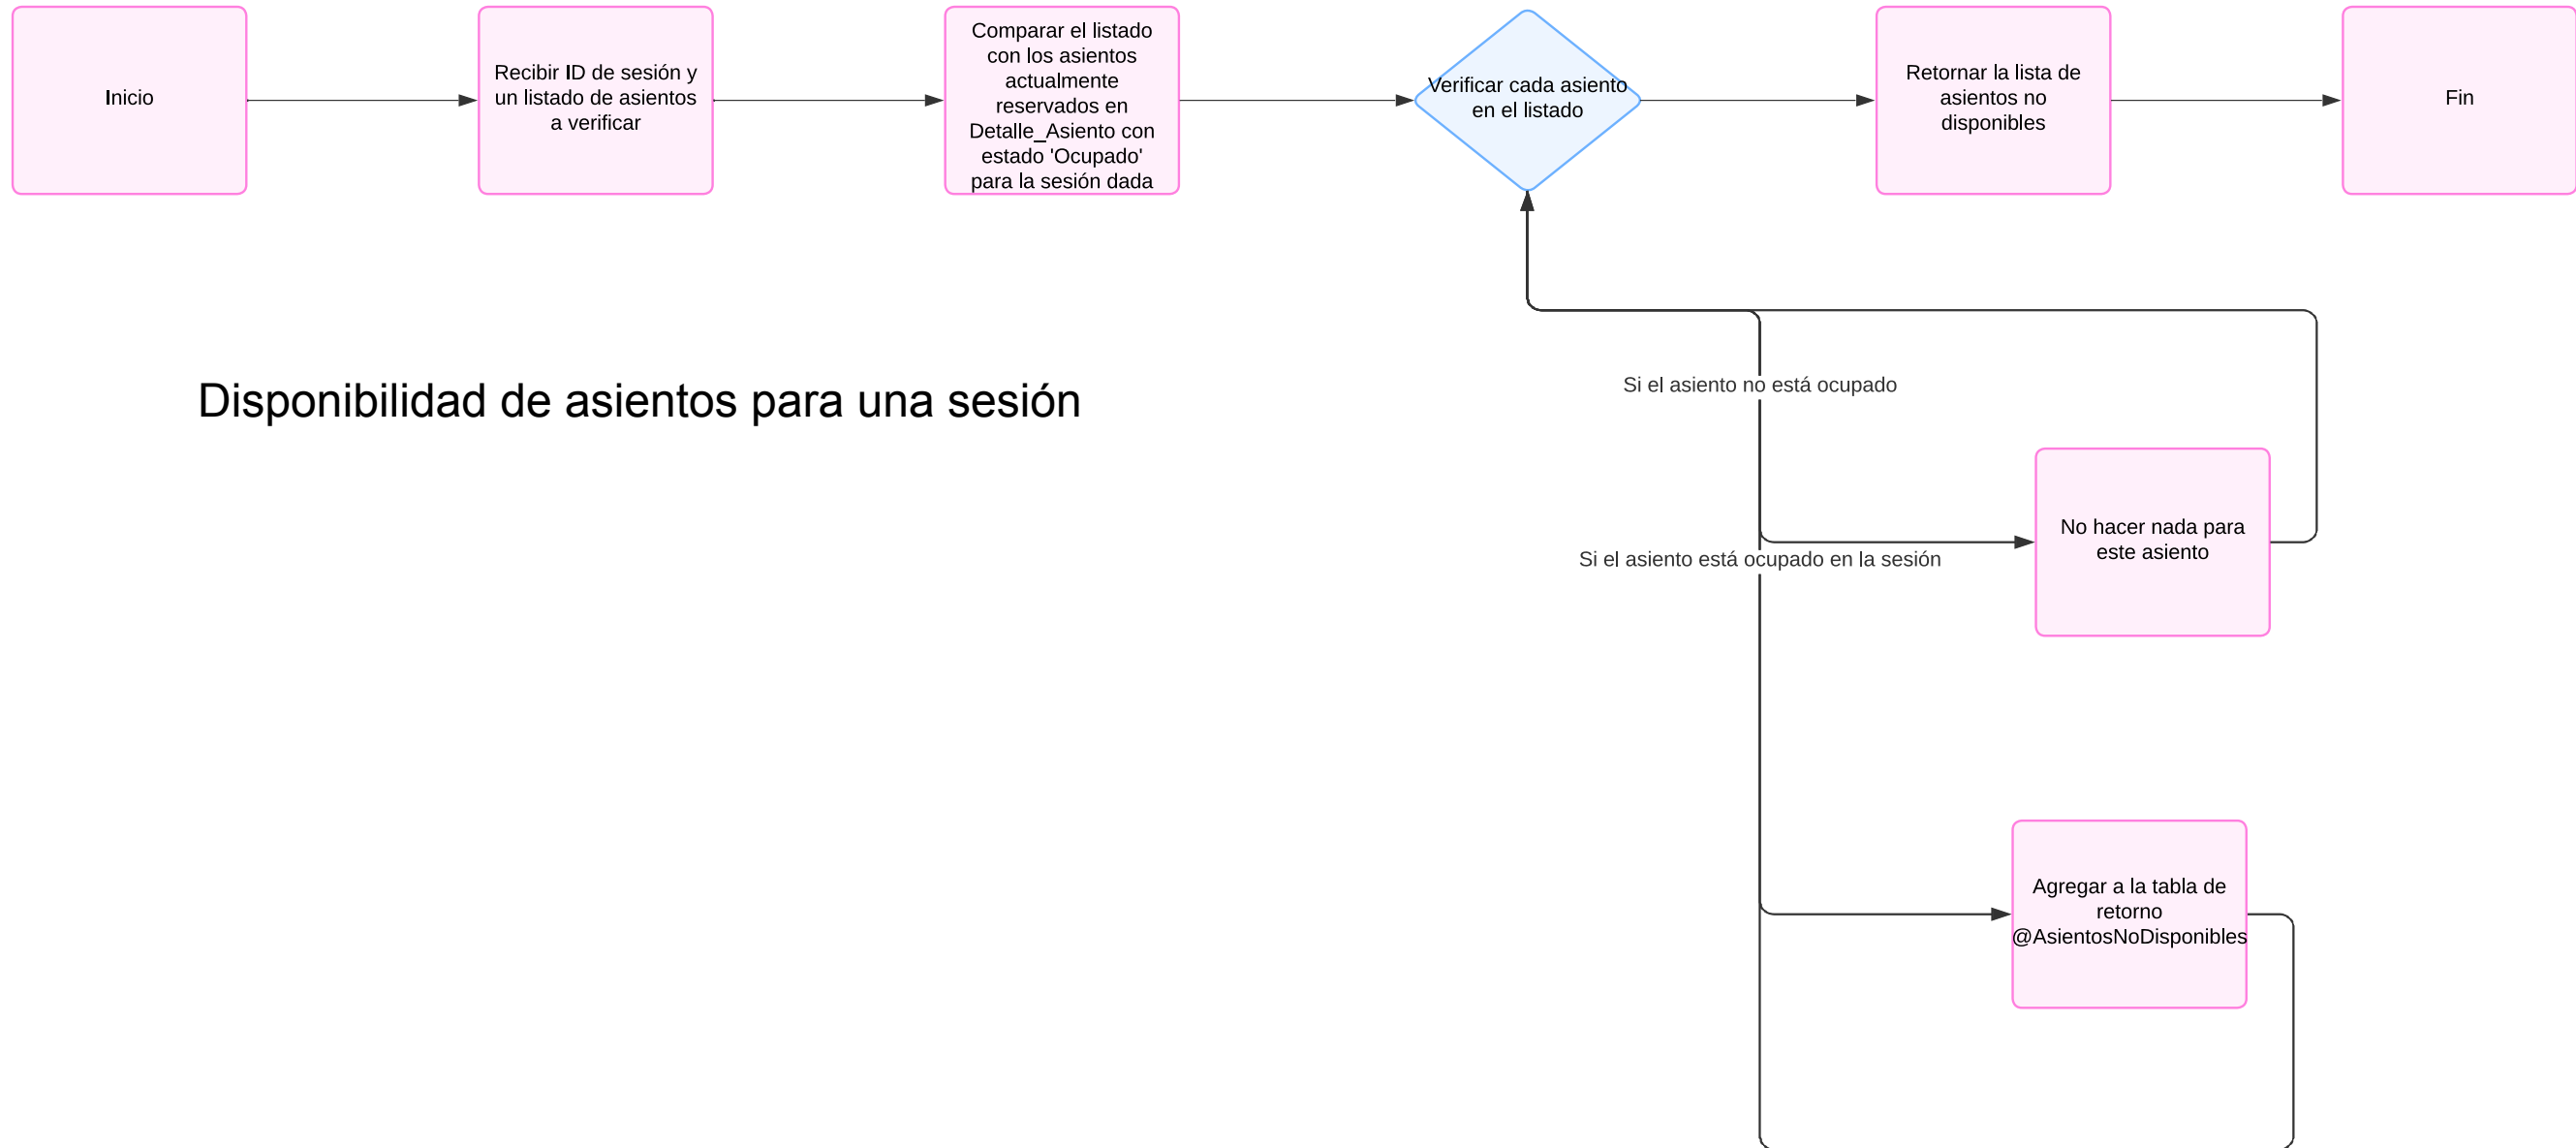 Inicio
Recibir ID de sesión y
un listado de asientos
a verificar
Comparar el listado
con los asientos
actualmente
reservados en
Detalle_Asiento con
estado 'Ocupado'
para la sesión dada
Verificar cada asiento
en el listado
Retornar la lista de
asientos no
disponibles
Fin
Disponibilidad de asientos para una sesión
Si el asiento no está ocupado
No hacer nada para
este asiento
Si el asiento está ocupado en la sesión
Agregar a la tabla de
retorno
@AsientosNoDisponibles